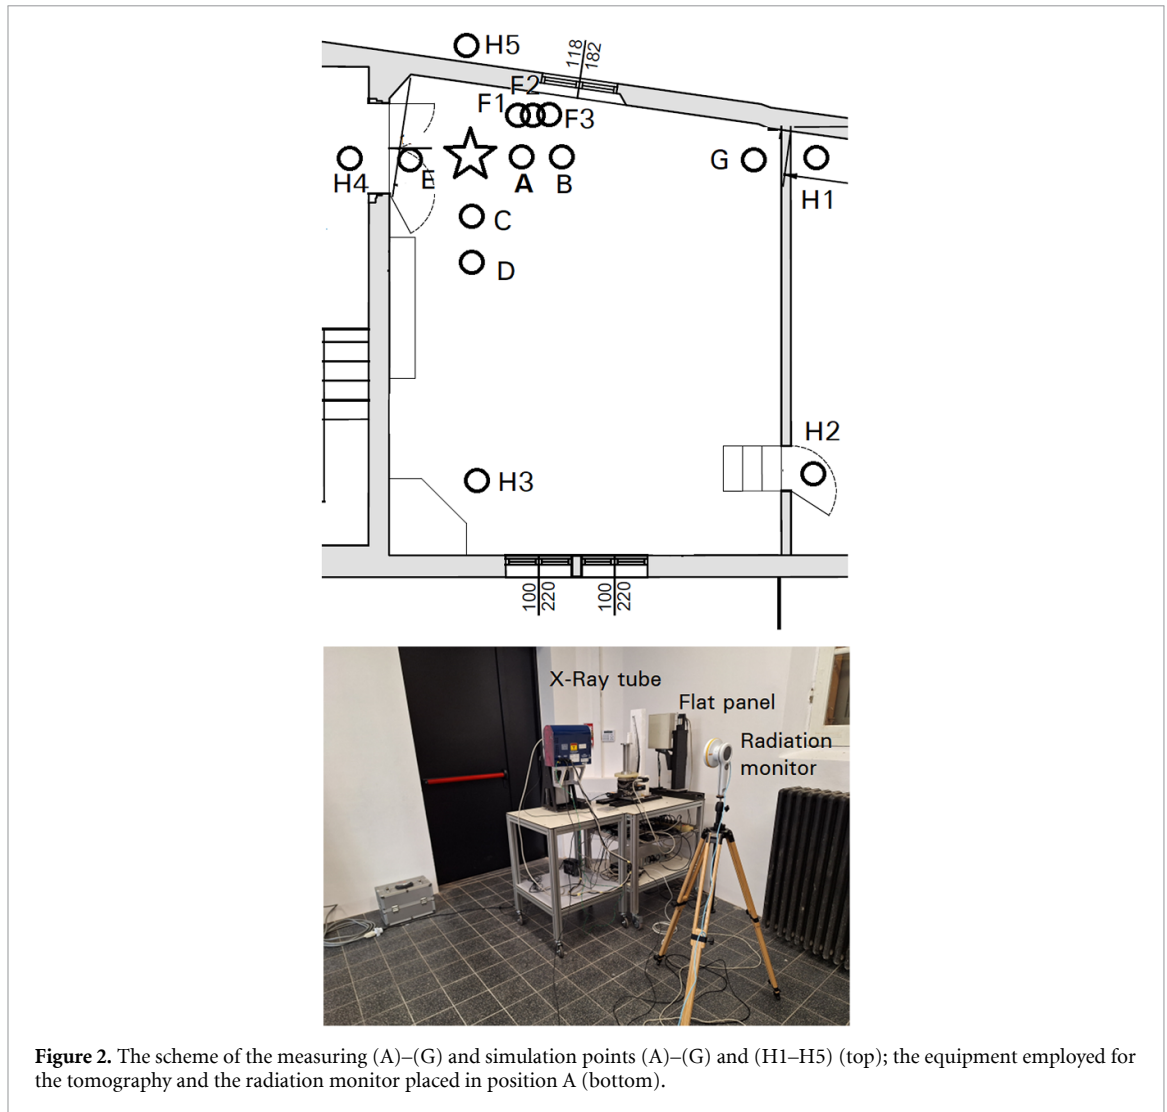 H5
118
182
F2
F1
F3
G
H4
E
A
B
H1
C
D
H2
H3
100
220
100
220
X-Ray tube
Flat panel
Radiation
monitor
Figure 2. The scheme of the measuring (A)–(G) and simulation points (A)–(G) and (H1–H5) (top); the equipment employed for
the tomography and the radiation monitor placed in position A (bottom).